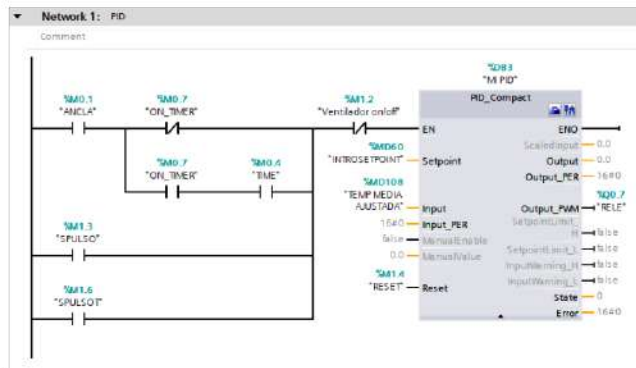 Network 1: PID
Comment
%DB3
"MI PID"
%M0.1
"ANCLA"
%M0.7
"ON_TIMER"
%M1.2
"Ventilador on/off"
PID_Compact
EN
ENO
%MD60
"INTROSETPOINT"
Setpoint
ScaledInput
0.0
Output
0.0
Output_PER
16#0
%M0.7
"ON_TIMER"
%M0.4
"TIME"
%MD108
"TEMP MEDIA
AJUSTADA"
Input
Output_PWM
%Q0.7
"RELE"
16#0
Input_PER
SetpointLimit_
H
false
false
ManualEnable
SetpointLimit_L
false
0.0
ManualValue
InputWarning_H
false
%M1.3
"SPULSO"
%M1.4
"RESET"
Reset
InputWarning_L
false
State
0
Error
16#0
%M1.6
"SPULSOT"